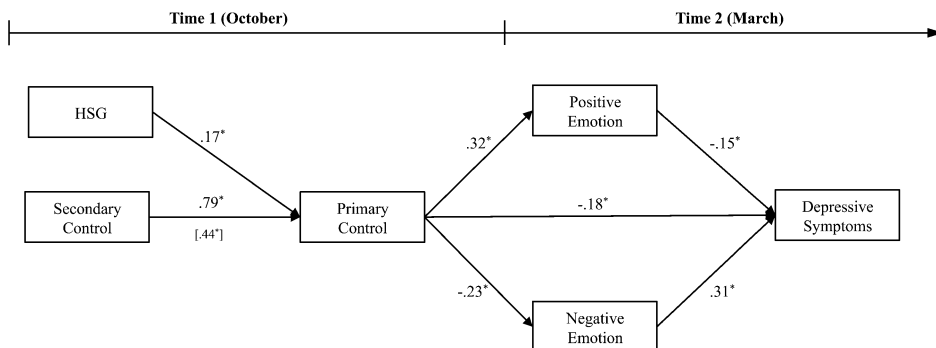 Time 1 (October)
Time 2 (March)
HSG
Positive
Emotion
.17*
.32*
-.15*
Secondary
Control
.79*
[.44*]
Primary
Control
-.18*
Depressive
Symptoms
-.23*
.31*
Negative
Emotion